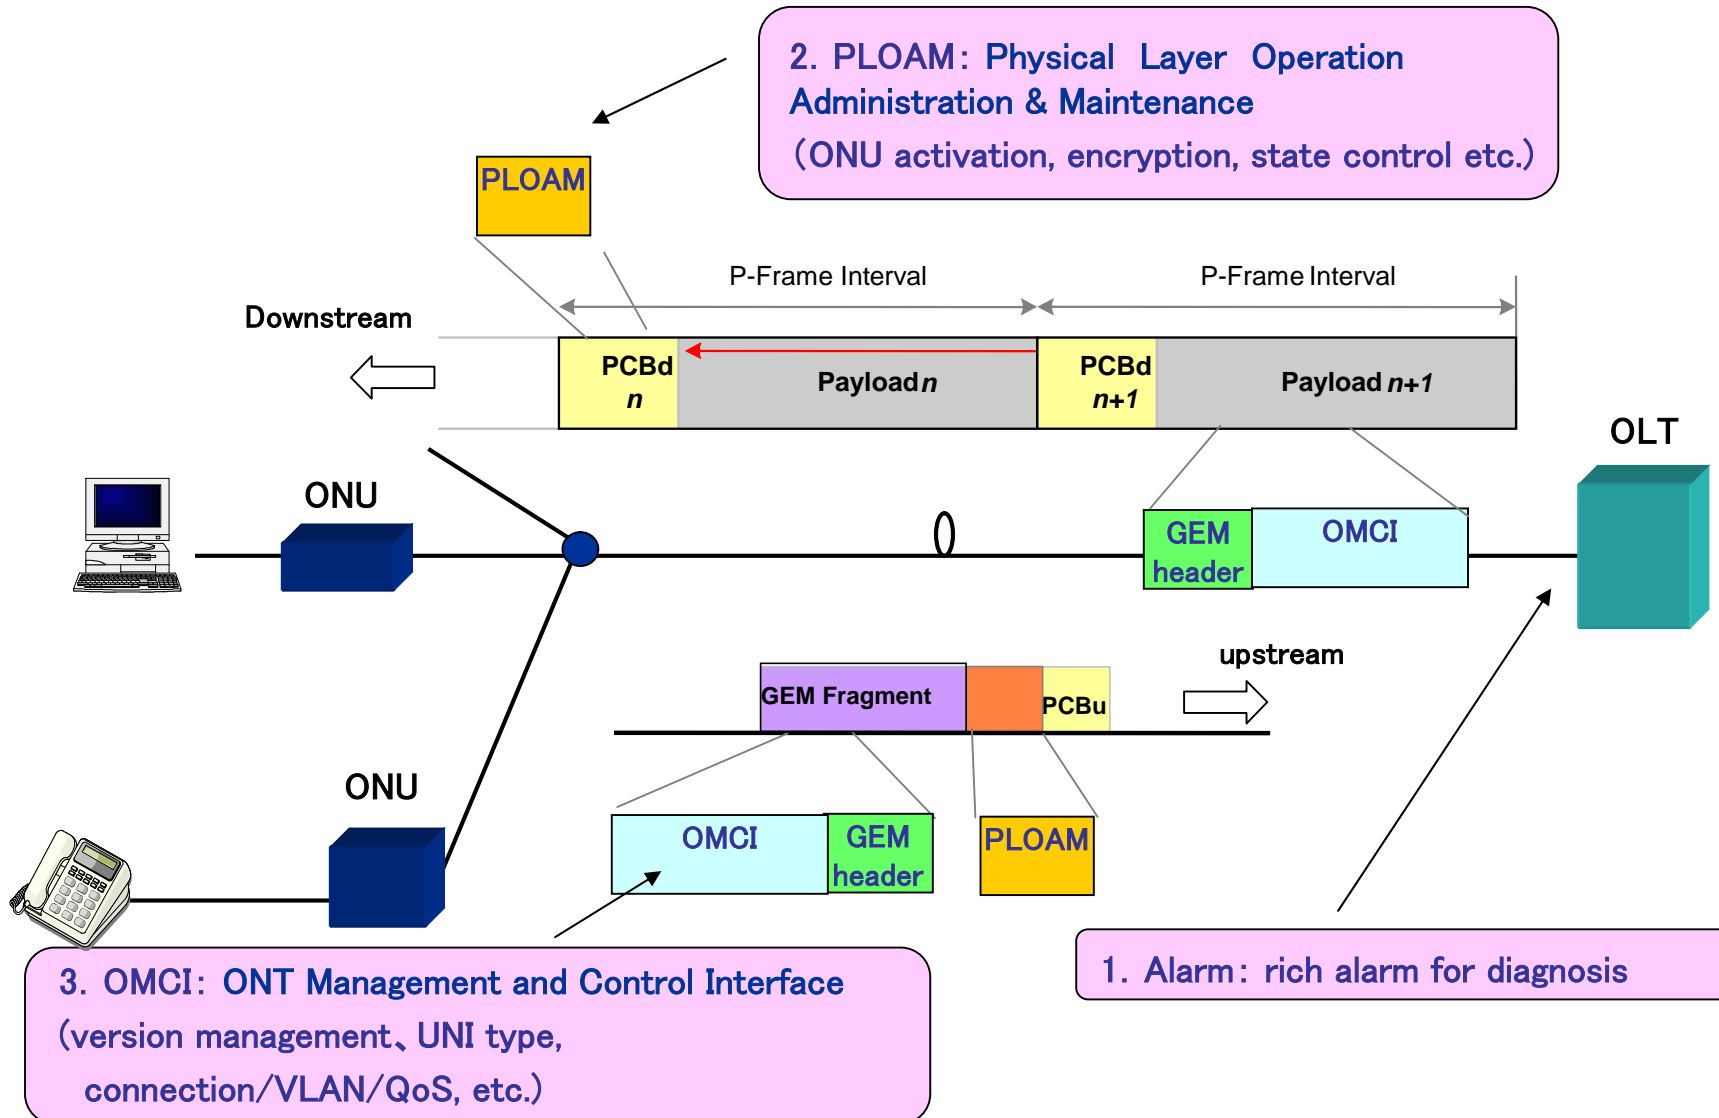 2. PLOAM: Physical Layer Operation
Administration & Maintenance
(ONU activation, encryption, state control etc.)
PLOAM
P-Frame Interval
P-Frame Interval
Downstream
PCBd
n
Payload n
PCBd
n+1
Payload n+1
OLT
ONU
GEM
header
OMCI
upstream
GEM Fragment
PCBu
ONU
OMCI
GEM
header
PLOAM
3. OMCI: ONT Management and Control Interface
(version management、UNI type,
connection/VLAN/QoS, etc.)
1. Alarm: rich alarm for diagnosis